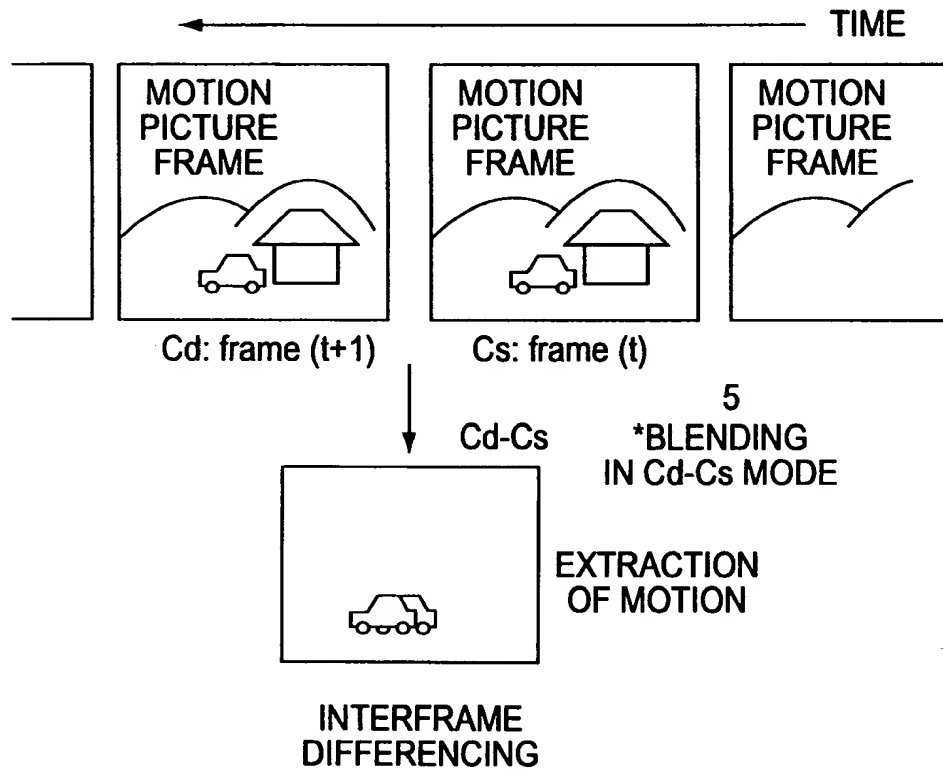 TIME
MOTION
PICTURE
FRAME
MOTION
PICTURE
FRAME
MOTION
PICTURE
FRAME
Cd: frame (t+1)
Cs: frame (t)
Cd-Cs
5
*BLENDING
IN Cd-Cs MODE
EXTRACTION
OF MOTION
INTERFRAME
DIFFERENCING